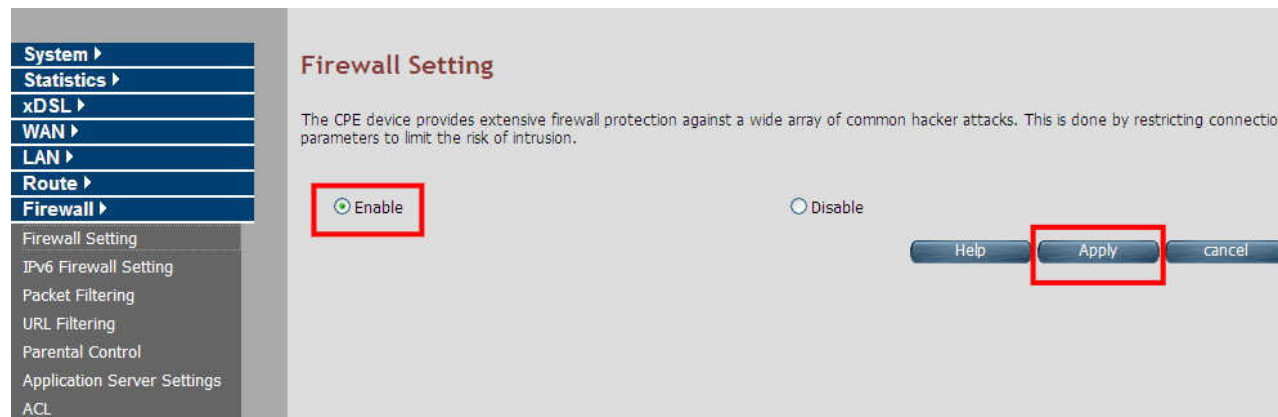 System
Statistics
xDSL
WAN
LAN
Route
Firewall
Firewall Setting
IPv6 Firewall Setting
Packet Filtering
URL Filtering
Parental Control
Application Server Settings
ACL
Firewall Setting
The CPE device provides extensive firewall protection against a wide array of common hacker attacks. This is done by restricting connectio
parameters to limit the risk of intrusion.
Enable Disable
Help Apply cancel